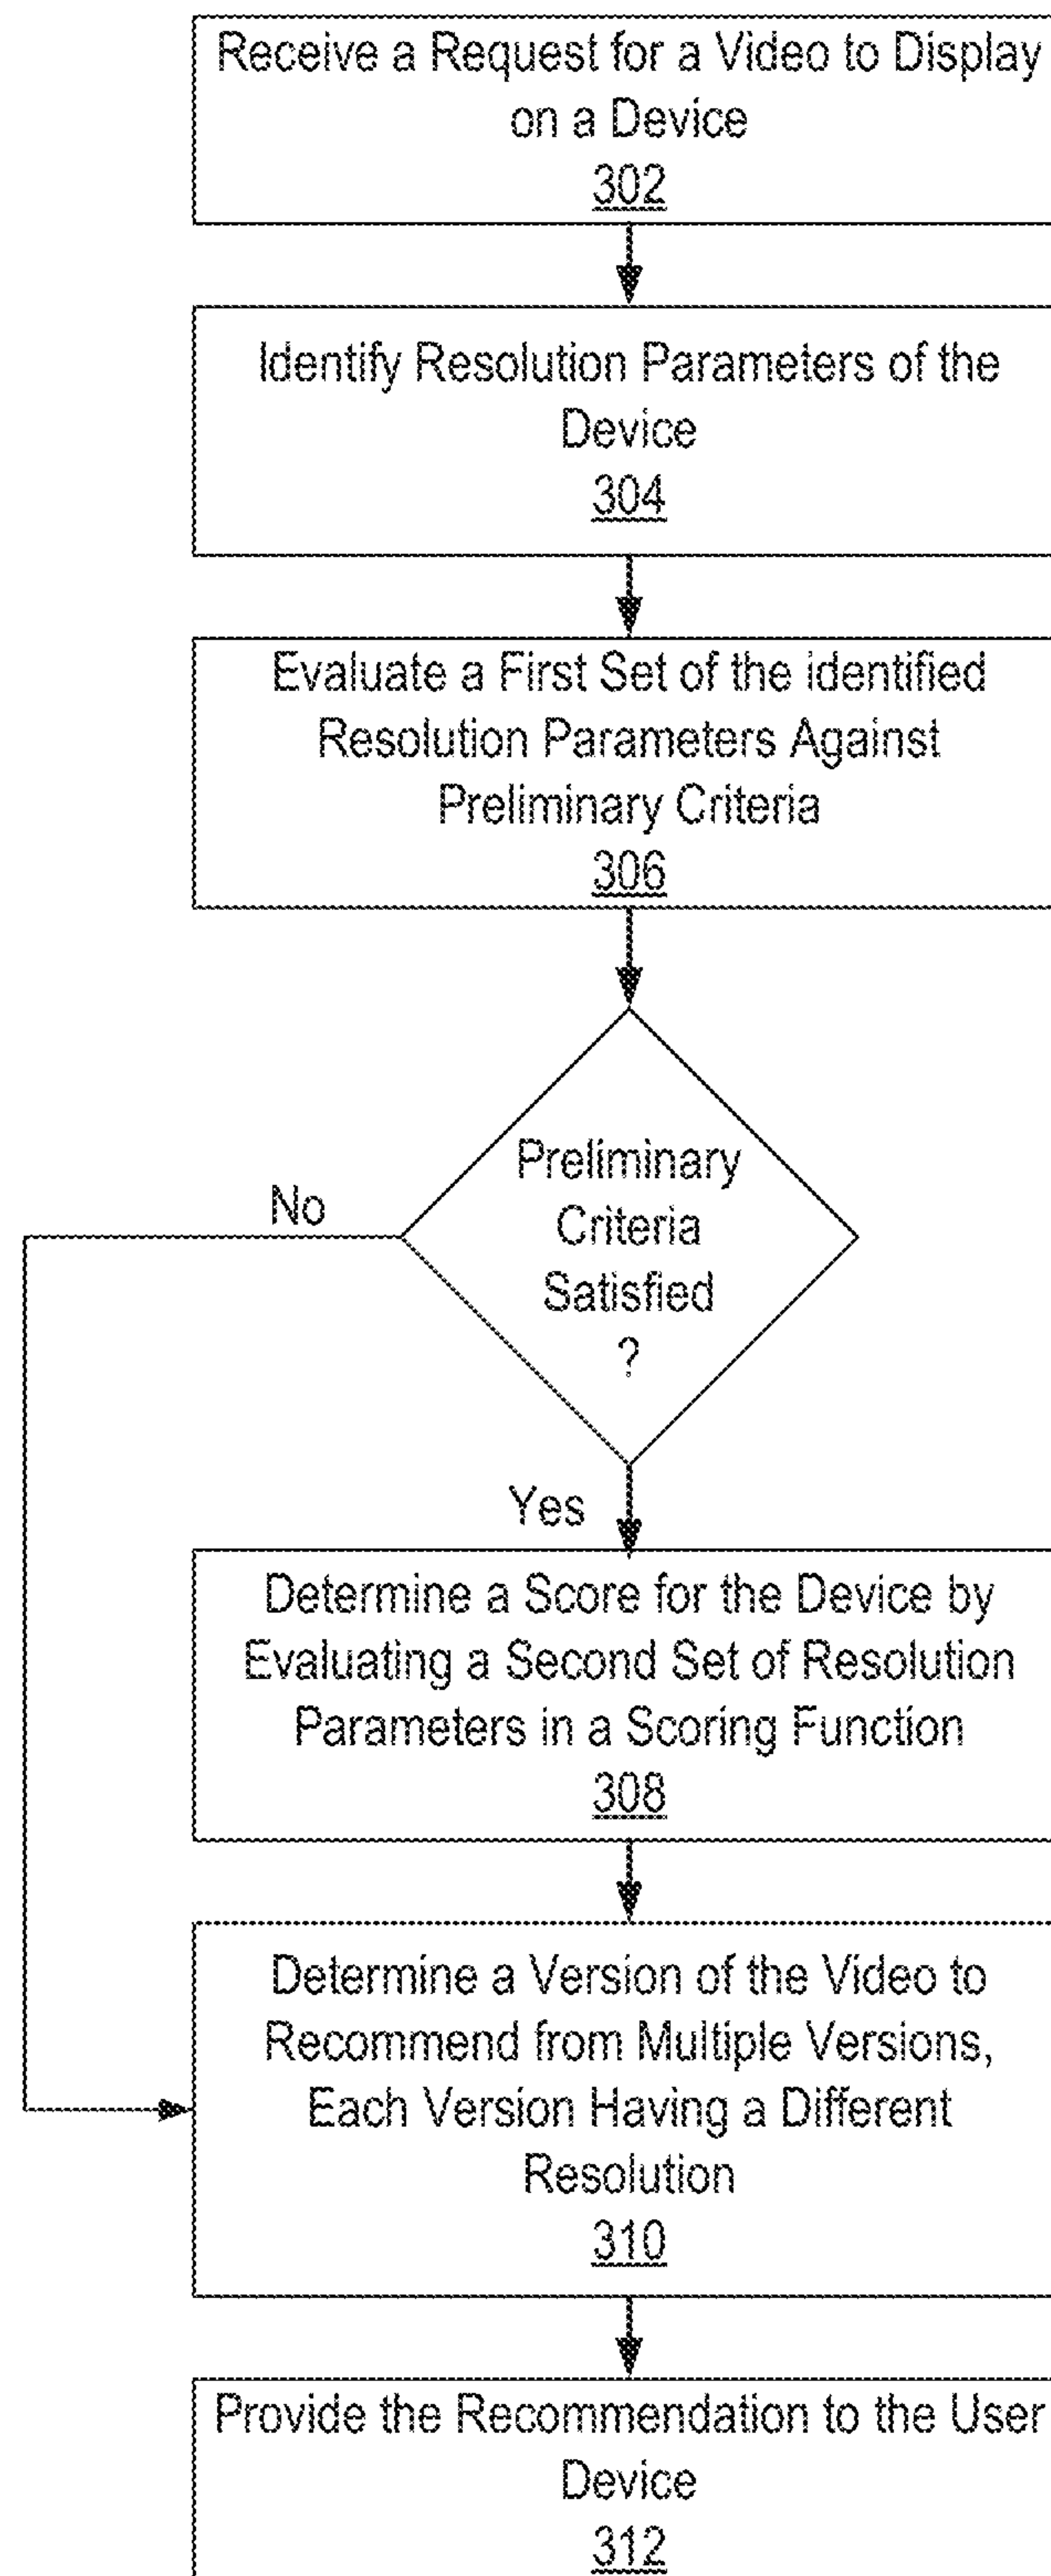 Receive a Request for a Video to Display
on a Device
302
Identify Resolution Parameters of the
Device
304
Evaluate a First Set of the identified
Resolution Parameters Against
Preliminary Criteria
306
Preliminary
Criteria
Satisfied
?
No
Yes
Determine a Score for the Device by
Evaluating a Second Set of Resolution
Parameters in a Scoring Function
308
Determine a Version of the Video to
Recommend from Multiple Versions,
Each Version Having a Different
Resolution
310
Provide the Recommendation to the User
Device
312